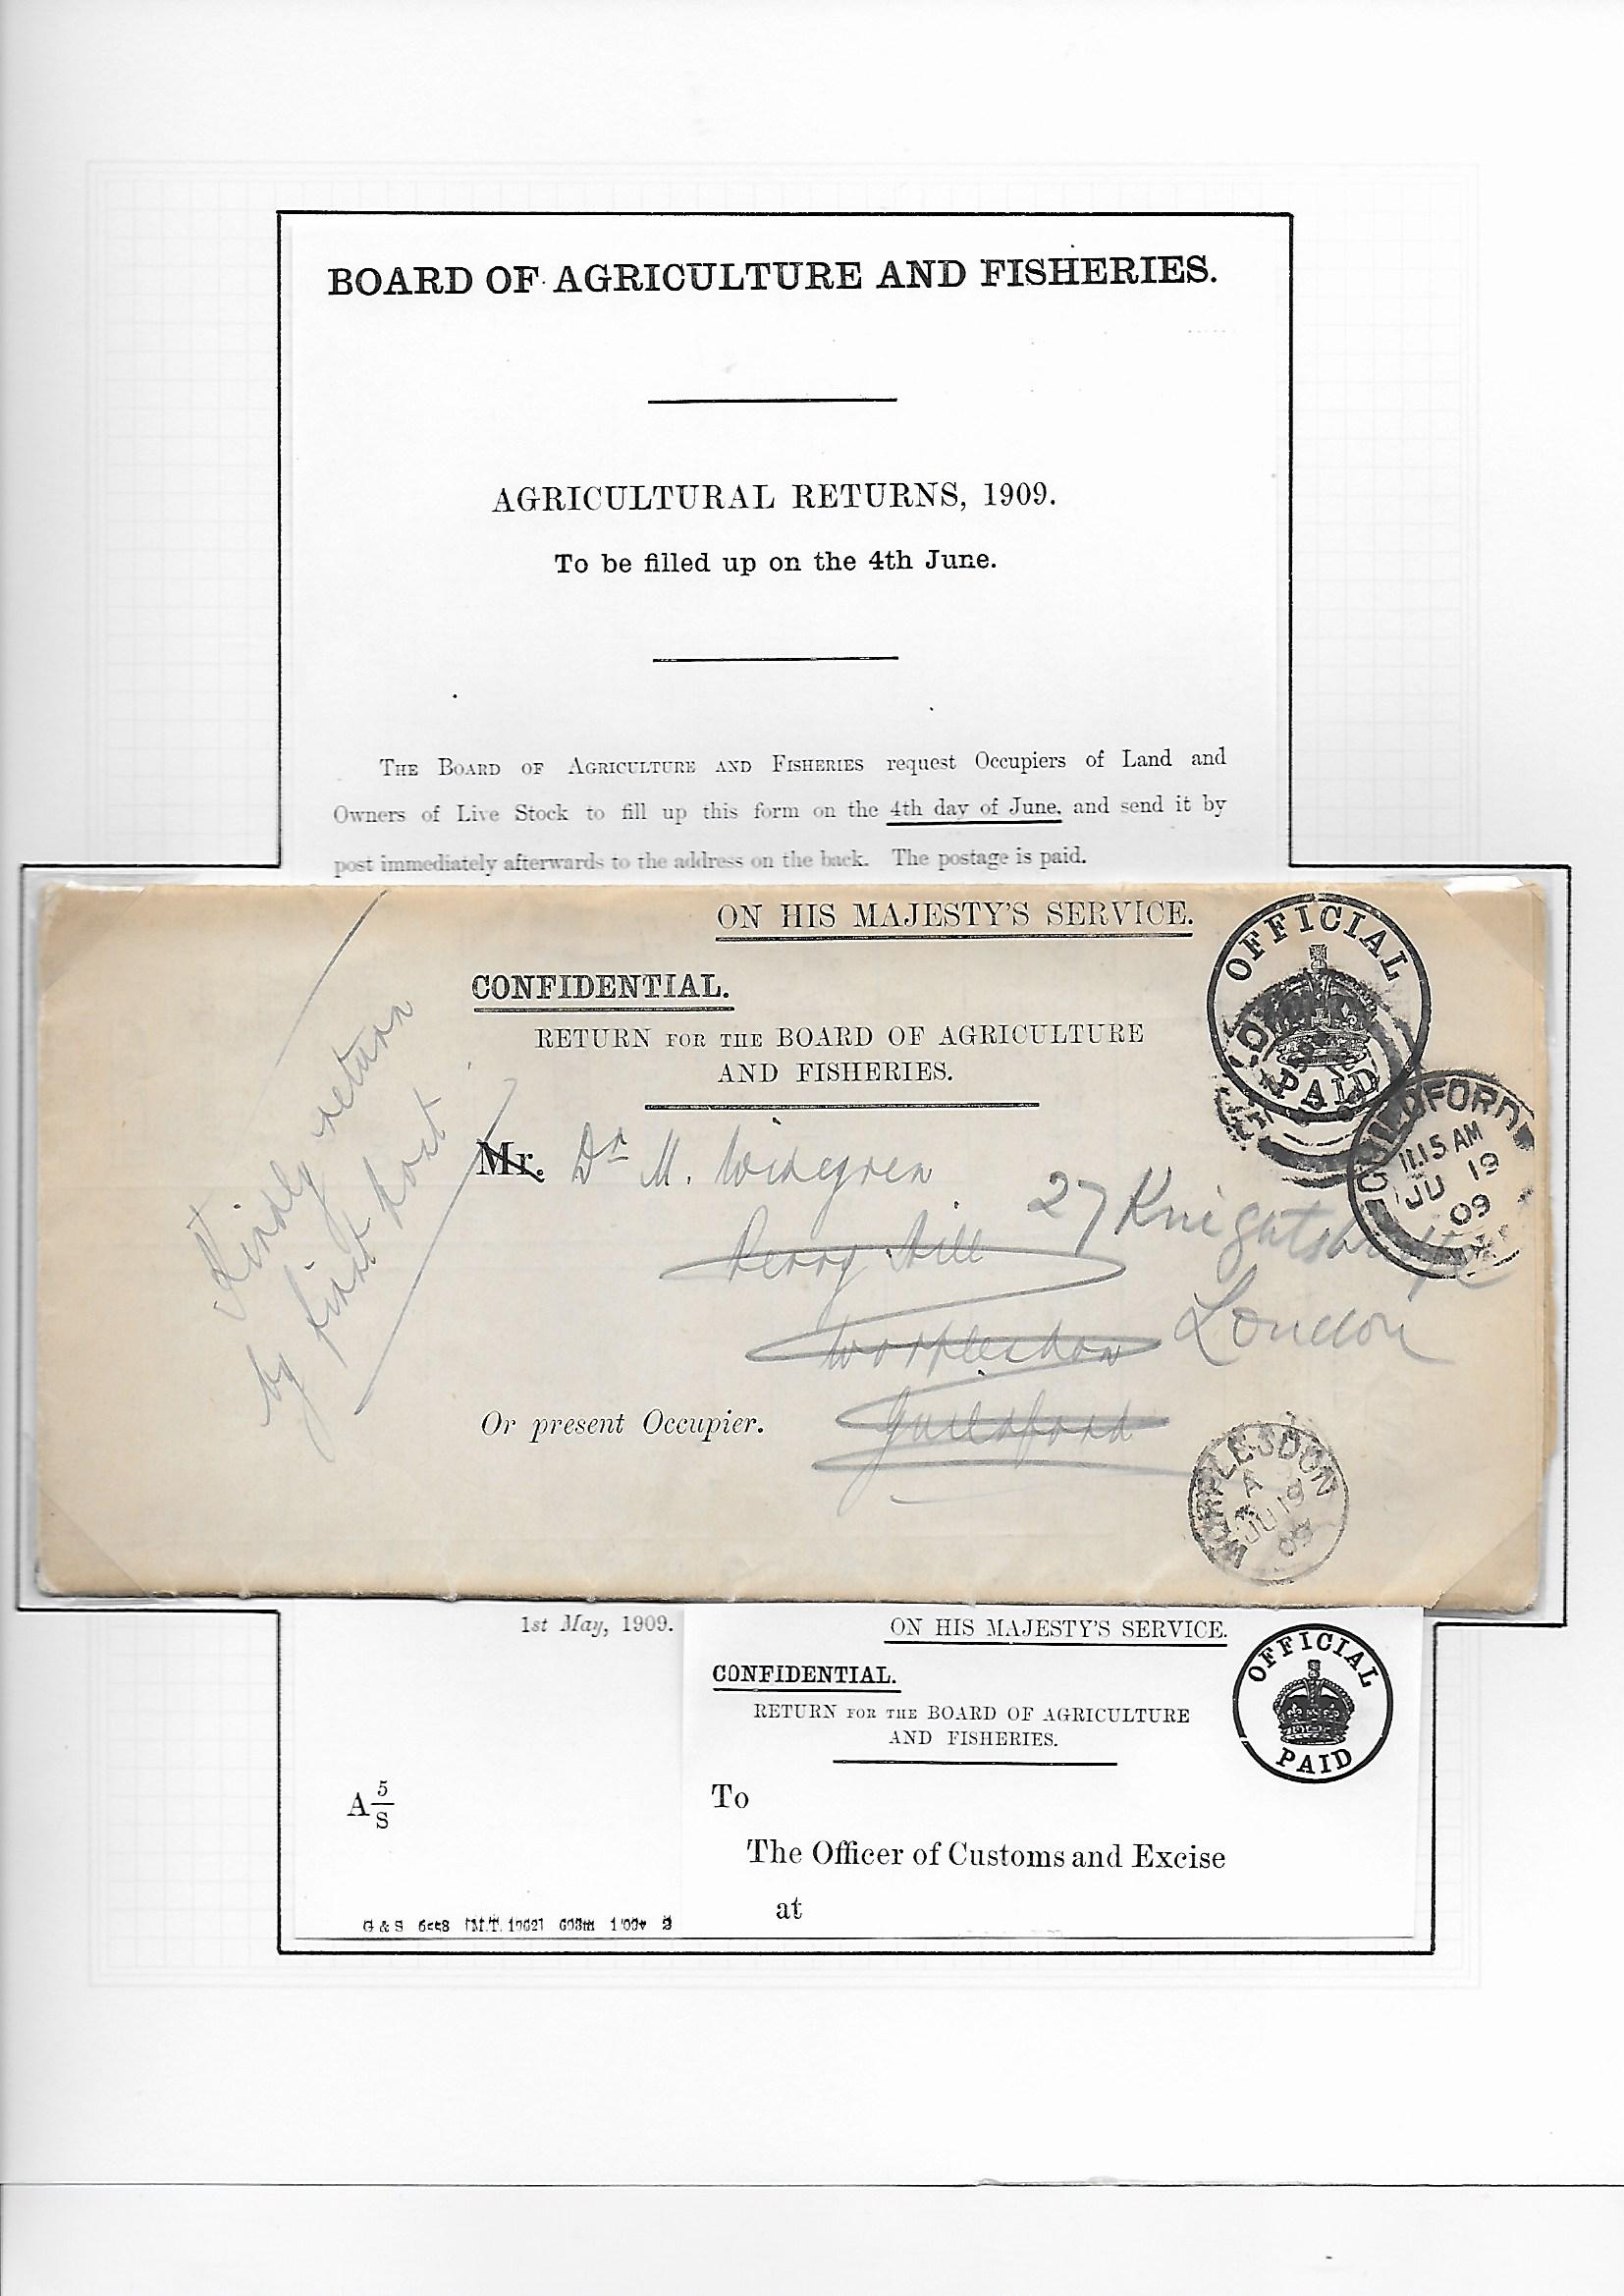 BOARD OF AGRICULTURE AND FISHERIES.
AGRICULTURAL RETURNS, 1909.
To be filled up on the 4th June.
THE BOARD OF AGRICULTURE AND FISHERIES request Occupiers of Land and
Owners of Live Stock to fill up this form on the 4th day of June, and send it by
post immediately afterwards to the address on the back. The postage is paid.
ON HIS MAJESTY'S SERVICE.
OFFICIAL
PAID
CONFIDENTIAL.
RETURN FOR THE BOARD OF AGRICULTURE
AND FISHERIES.
GUILDFORD
11.15 AM
JU 19
09
Kindly return
by first post
Mr. Dr M.
27 Knightsbridge
London
Hill
Worplesdon
Guildford
Or present Occupier.
WORPLESDON
A
JU 19
09
1st May, 1909.
A 5/S
ON HIS MAJESTY'S SERVICE.
CONFIDENTIAL.
RETURN FOR THE BOARD OF AGRICULTURE
AND FISHERIES.
OFFICIAL
PAID
To
The Officer of Customs and Excise
at
G & S